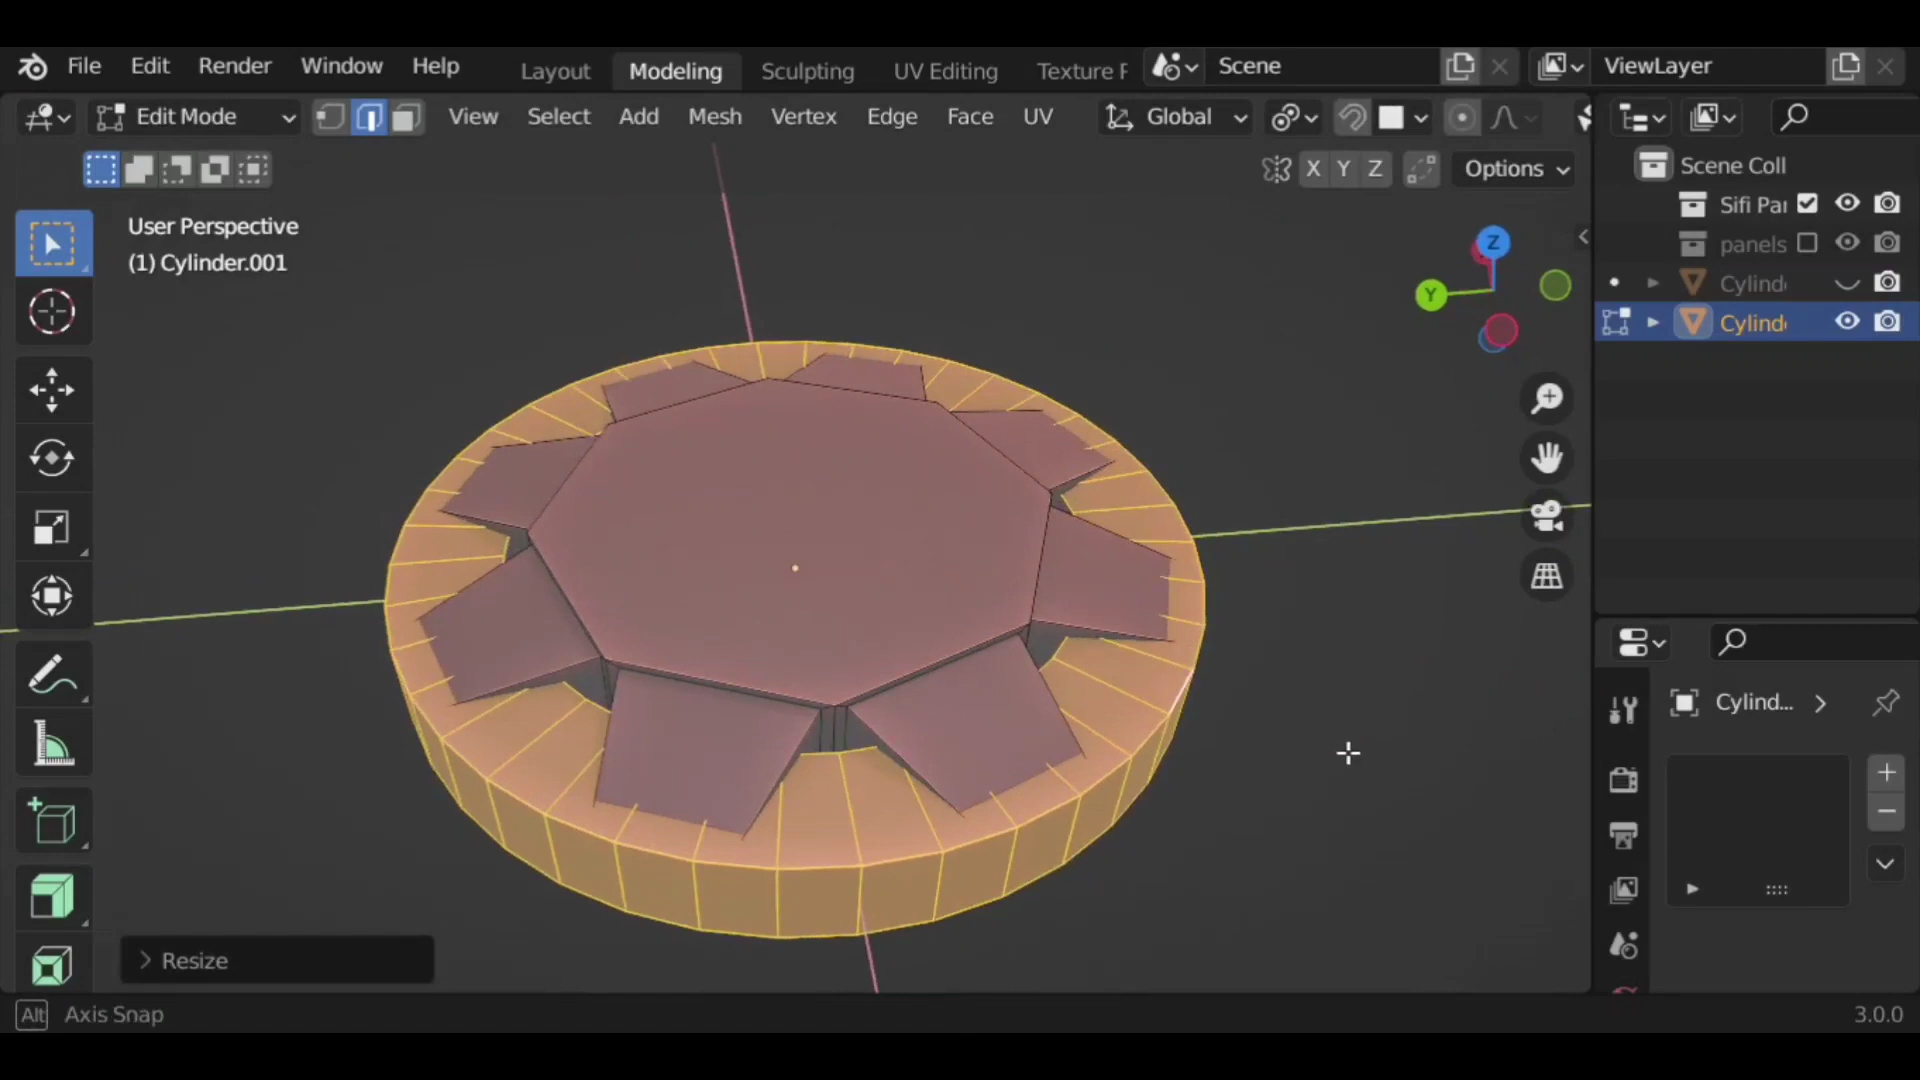 File Edit Render Window Help Layout Modeling Sculpting UV Editing Texture P Scene ViewLayer
Edit Mode View Select Add Mesh Vertex Edge Face UV Global
X Y Z Options
Scene Coll
Sifi Par
panels
Cylind
Cylind
User Perspective
(1) Cylinder.001
Z
Y
Cylind...
Resize
Alt Axis Snap 3.0.0